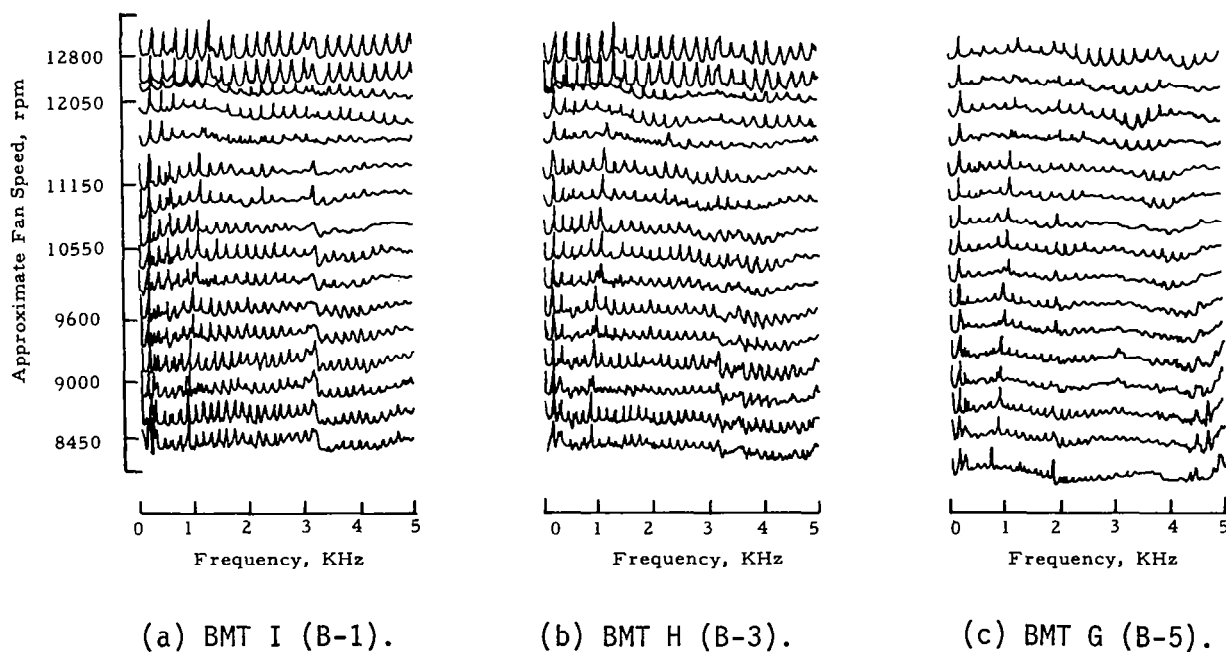 Approximate Fan Speed, rpm
12800
12050
11150
10550
9600
9000
8450
0 1 2 3 4 5
Frequency, KHz
(a) BMT I (B-1).
0 1 2 3 4 5
Frequency, KHz
(b) BMT H (B-3).
0 1 2 3 4 5
Frequency, KHz
(c) BMT G (B-5).